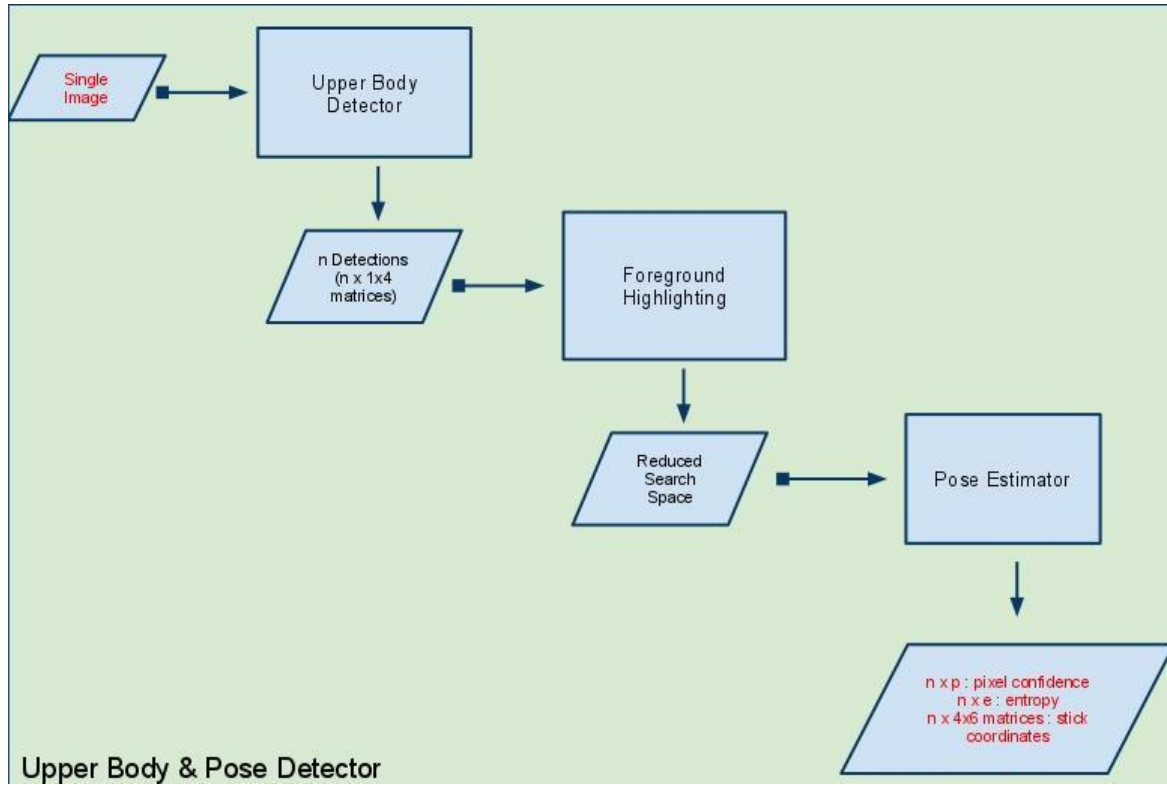 Single
Image
Upper Body
Detector
n Detections
(n x 1x4
matrices)
Foreground
Highlighting
Reduced
Search
Space
Pose Estimator
n x p : pixel confidence
n x e : entropy
n x 4x6 matrices : stick
coordinates
Upper Body & Pose Detector